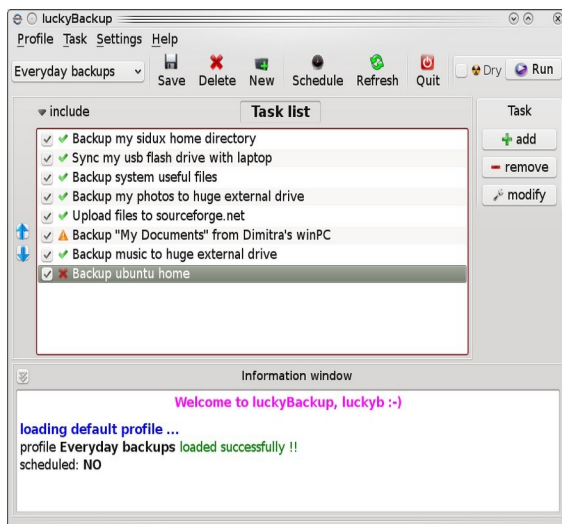 luckyBackup
Profile Task Settings Help
Everyday backups
Save Delete New Schedule Refresh Quit Dry Run
include
Task list
Task
Backup my sidux home directory
Sync my usb flash drive with laptop
Backup system useful files
Backup my photos to huge external drive
Upload files to sourceforge.net
Backup "My Documents" from Dimitra's winPC
Backup music to huge external drive
Backup ubuntu home
add
remove
modify
Information window
Welcome to luckyBackup, luckyb :-)
loading default profile ...
profile Everyday backups loaded successfully !!
scheduled: NO